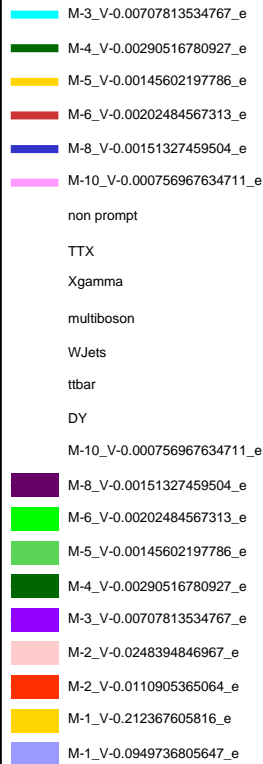 M-3_V-0.00707813534767_e
M-4_V-0.00290516780927_e
M-5_V-0.00145602197786_e
M-6_V-0.00202484567313_e
M-8_V-0.00151327459504_e
M-10_V-0.000756967634711_e
non prompt
TTX
Xgamma
multiboson
WJets
ttbar
DY
M-10_V-0.000756967634711_e
M-8_V-0.00151327459504_e
M-6_V-0.00202484567313_e
M-5_V-0.00145602197786_e
M-4_V-0.00290516780927_e
M-3_V-0.00707813534767_e
M-2_V-0.0248394846967_e
M-2_V-0.0110905365064_e
M-1_V-0.212367605816_e
M-1_V-0.0949736805647_e